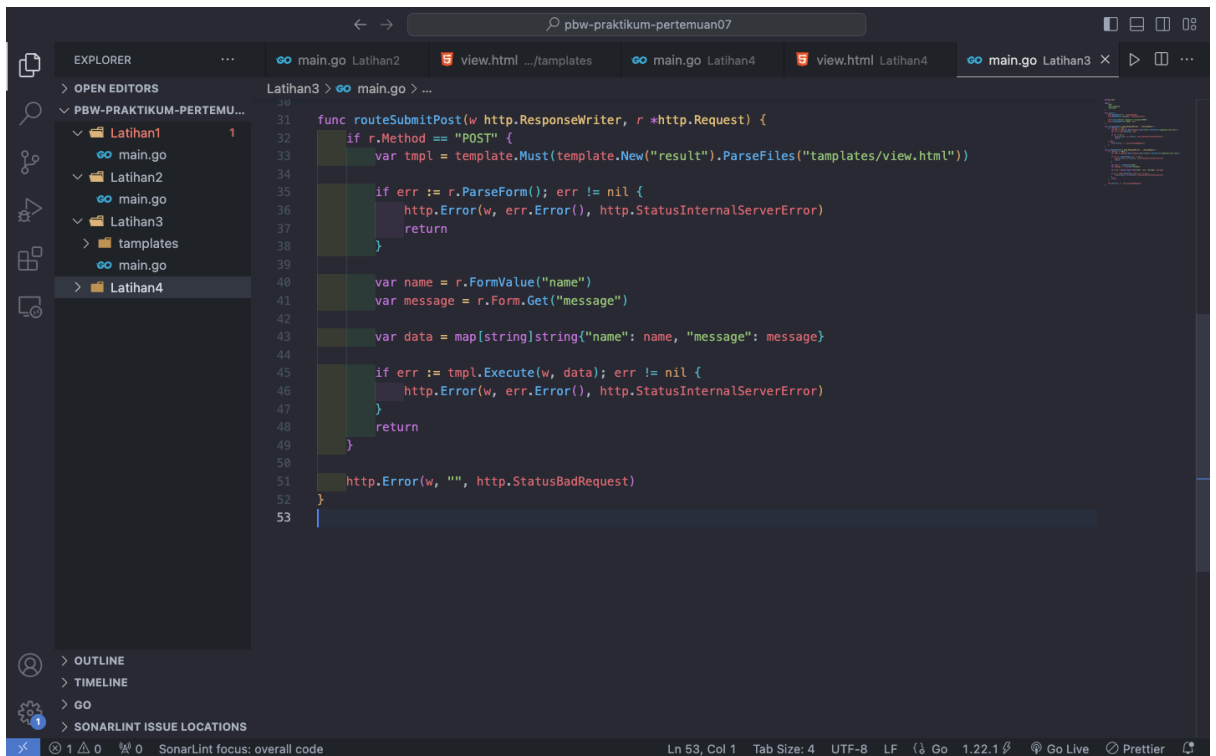 pbw-praktikum-pertemuan07
EXPLORER
main.go Latihan2
view.html .../tamplates
main.go Latihan4
view.html Latihan4
main.go Latihan3
OPEN EDITORS
PBW-PRAKTIKUM-PERTEMU...
Latihan1 1
main.go
Latihan2
main.go
Latihan3
tamplates
main.go
Latihan4
OUTLINE
TIMELINE
GO
SONARLINT ISSUE LOCATIONS
1
Latihan3 > main.go > ...
30
31 func routeSubmitPost(w http.ResponseWriter, r *http.Request) {
32 if r.Method == "POST" {
33 var tmpl = template.Must(template.New("result").ParseFiles("tamplates/view.html"))
34
35 if err := r.ParseForm(); err != nil {
36 http.Error(w, err.Error(), http.StatusInternalServerError)
37 return
38 }
39
40 var name = r.FormValue("name")
41 var message = r.Form.Get("message")
42
43 var data = map[string]string{"name": name, "message": message}
44
45 if err := tmpl.Execute(w, data); err != nil {
46 http.Error(w, err.Error(), http.StatusInternalServerError)
47 }
48 return
49 }
50
51 http.Error(w, "", http.StatusBadRequest)
52 }
53
1 0 0 SonarLint focus: overall code Ln 53, Col 1 Tab Size: 4 UTF-8 LF Go 1.22.1 Go Live Prettier